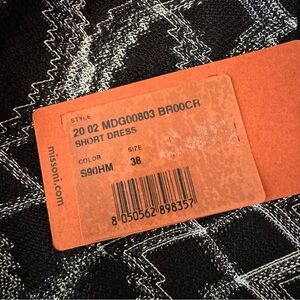 STYLE
20 02 MDG00803 BR00CR
SHORT DRESS
COLOR SIZE
S90HM 38
8 050562 898357
missoni.com